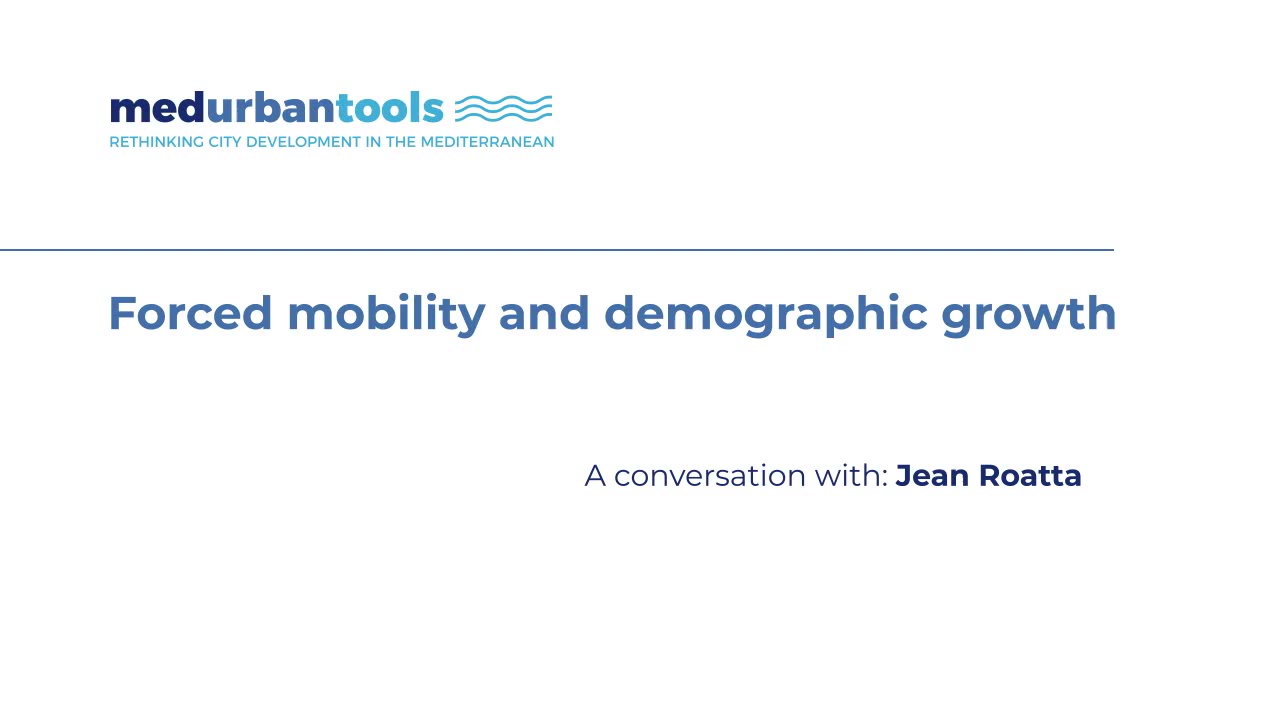 medurbantools
RETHINKING CITY DEVELOPMENT IN THE MEDITERRANEAN
Forced mobility and demographic growth
A conversation with: Jean Roatta